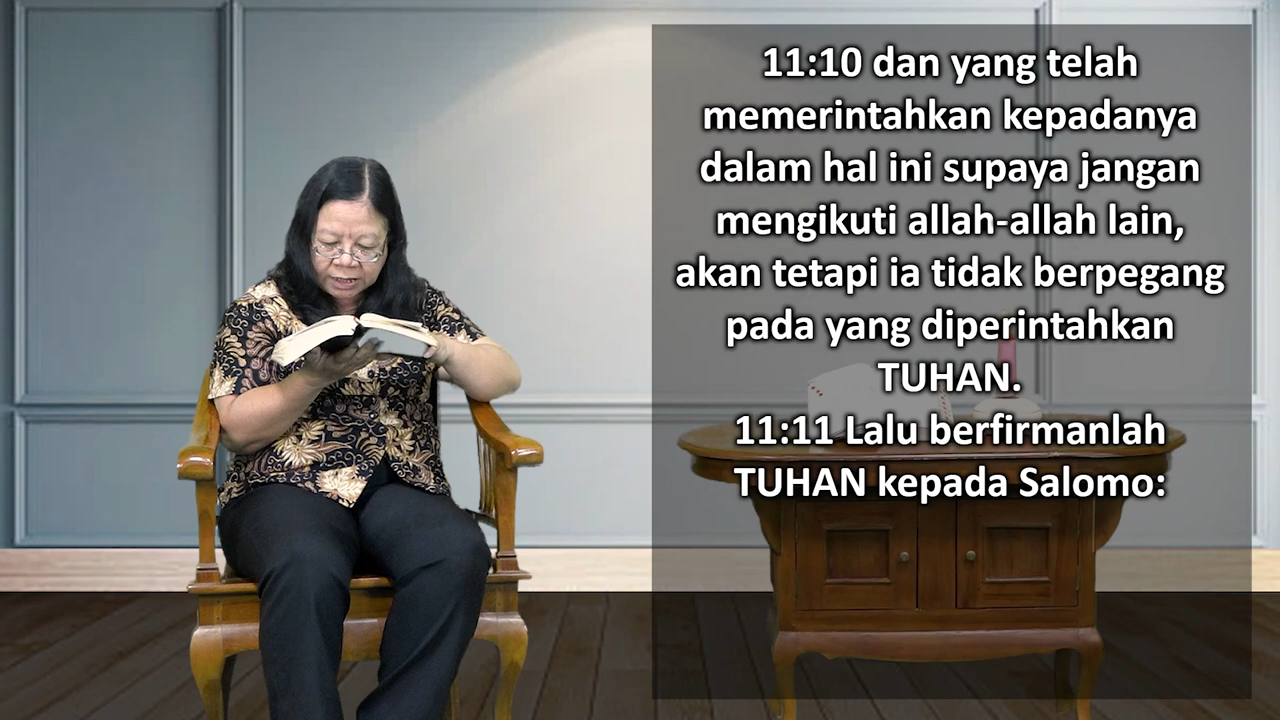 11:10 dan yang telah
memerintahkan kepadanya
dalam hal ini supaya jangan
mengikuti allah-allah lain,
akan tetapi ia tidak berpegang
pada yang diperintahkan
TUHAN.
11:11 Lalu berfirmanlah
TUHAN kepada Salomo: